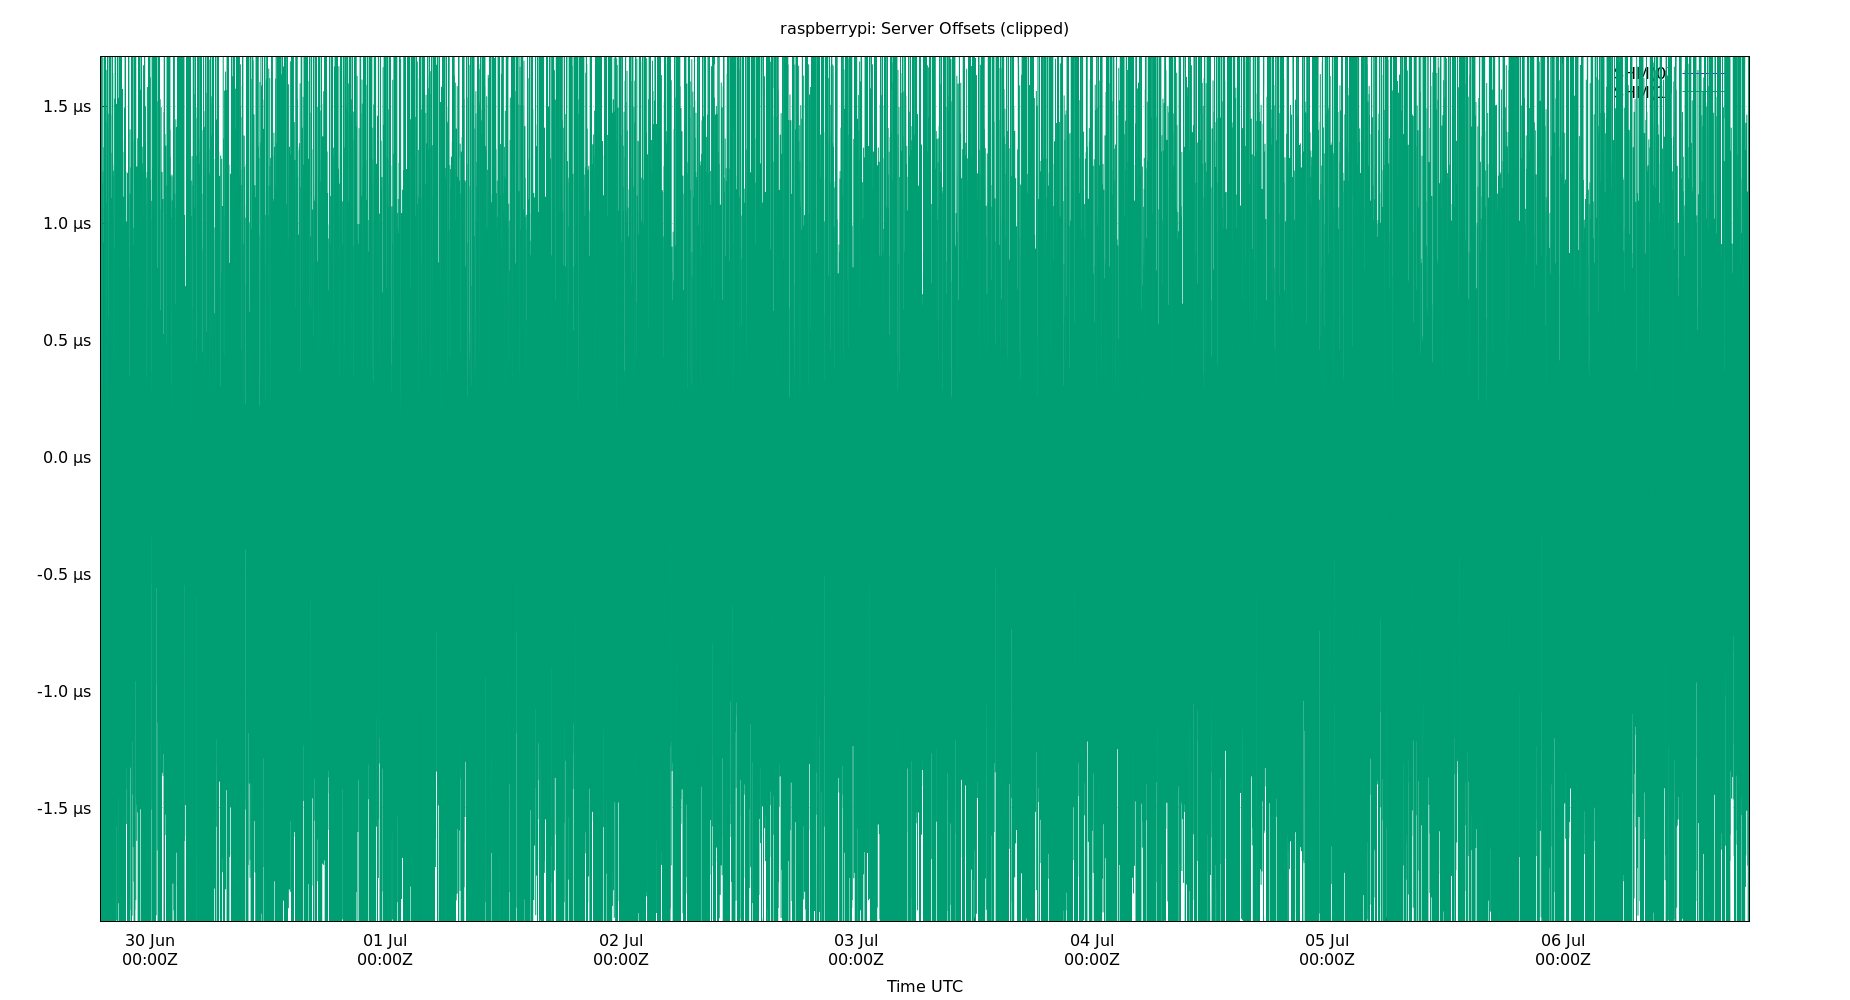 raspberrypi: Server Offsets (clipped)
1.5 µs
1.0 µs
0.5 µs
0.0 µs
-0.5 µs
-1.0 µs
-1.5 µs
30 Jun 01 Jul 02 Jul 03 Jul 04 Jul 05 Jul 06 Jul
00:00Z 00:00Z 00:00Z 00:00Z 00:00Z 00:00Z 00:00Z
Time UTC